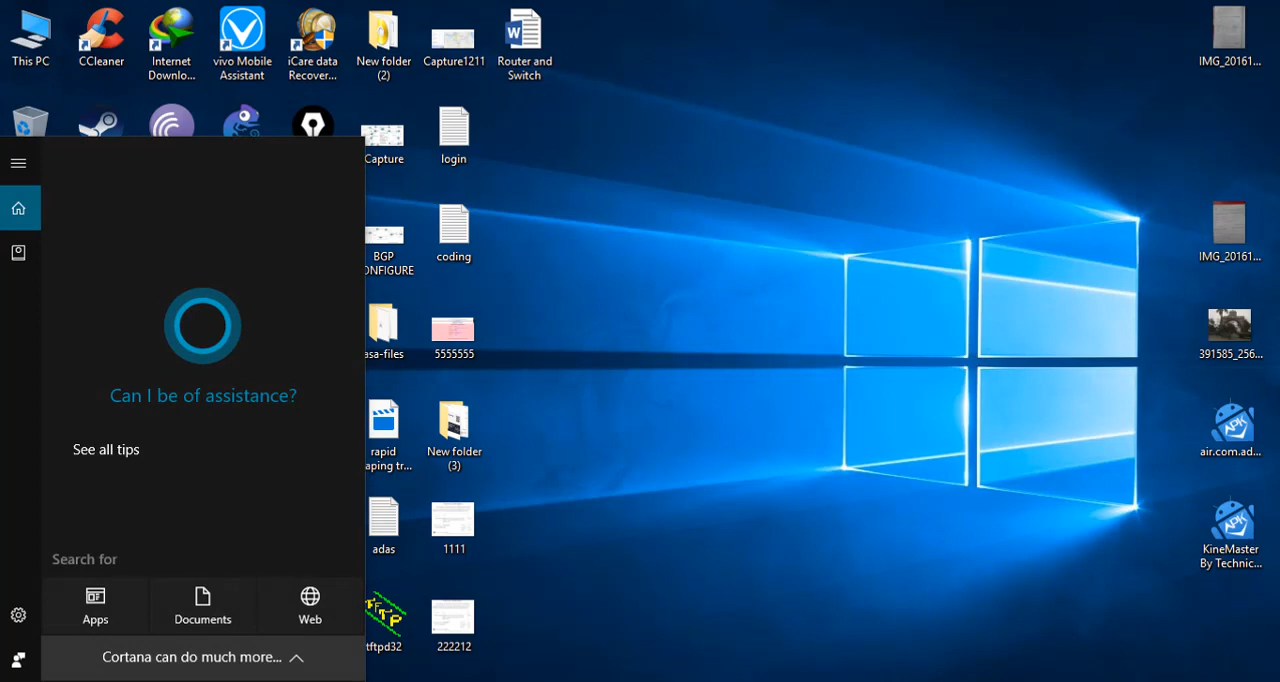 This PC
CCleaner
Internet
Downlo...
vivo Mobile
Assistant
iCare data
Recover...
New folder
(2)
Capture1211
Router and
Switch
IMG_20161...
Capture
login
BGP
ONFIGURE
coding
IMG_20161...
asa-files
5555555
391585_256...
Can I be of assistance?
See all tips
rapid
aping tr...
New folder
(3)
air.com.ad...
adas
1111
KineMaster
By Technic...
Search for
Apps
Documents
Web
tftpd32
222212
Cortana can do much more...